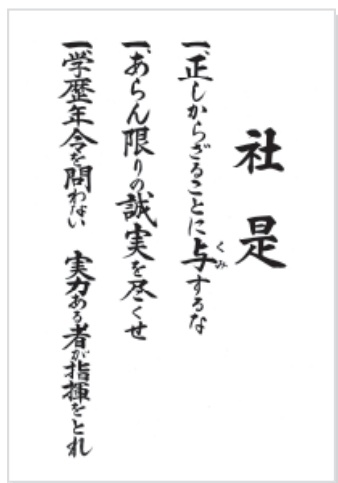 社是
一、正しからざることに与するな
くみ
一、あらん限りの誠実を尽くせ
一、学歴年令を問わない 実力ある者が指揮をとれ